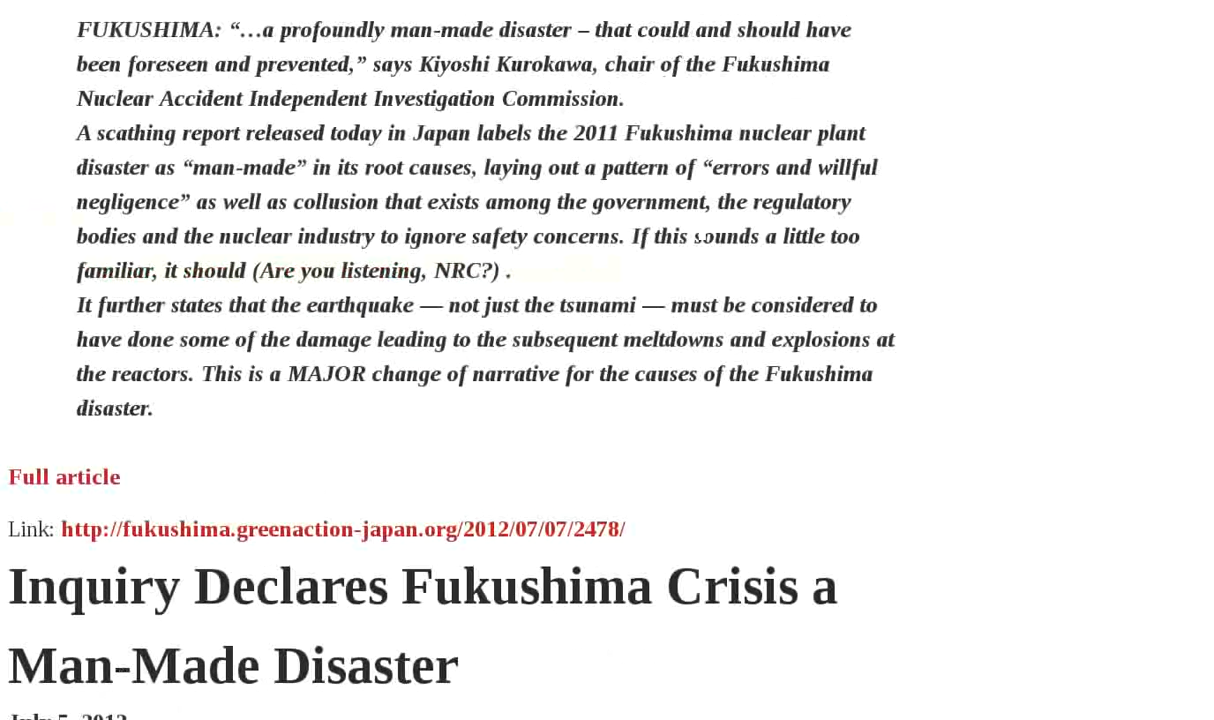 FUKUSHIMA: “…a profoundly man-made disaster – that could and should have
been foreseen and prevented,” says Kiyoshi Kurokawa, chair of the Fukushima
Nuclear Accident Independent Investigation Commission.
A scathing report released today in Japan labels the 2011 Fukushima nuclear plant
disaster as “man-made” in its root causes, laying out a pattern of “errors and willful
negligence” as well as collusion that exists among the government, the regulatory
bodies and the nuclear industry to ignore safety concerns. If this sounds a little too
familiar, it should (Are you listening, NRC?) .
It further states that the earthquake — not just the tsunami — must be considered to
have done some of the damage leading to the subsequent meltdowns and explosions at
the reactors. This is a MAJOR change of narrative for the causes of the Fukushima
disaster.
Full article
Link: http://fukushima.greenaction-japan.org/2012/07/07/2478/
Inquiry Declares Fukushima Crisis a
Man-Made Disaster
July 5, 2012